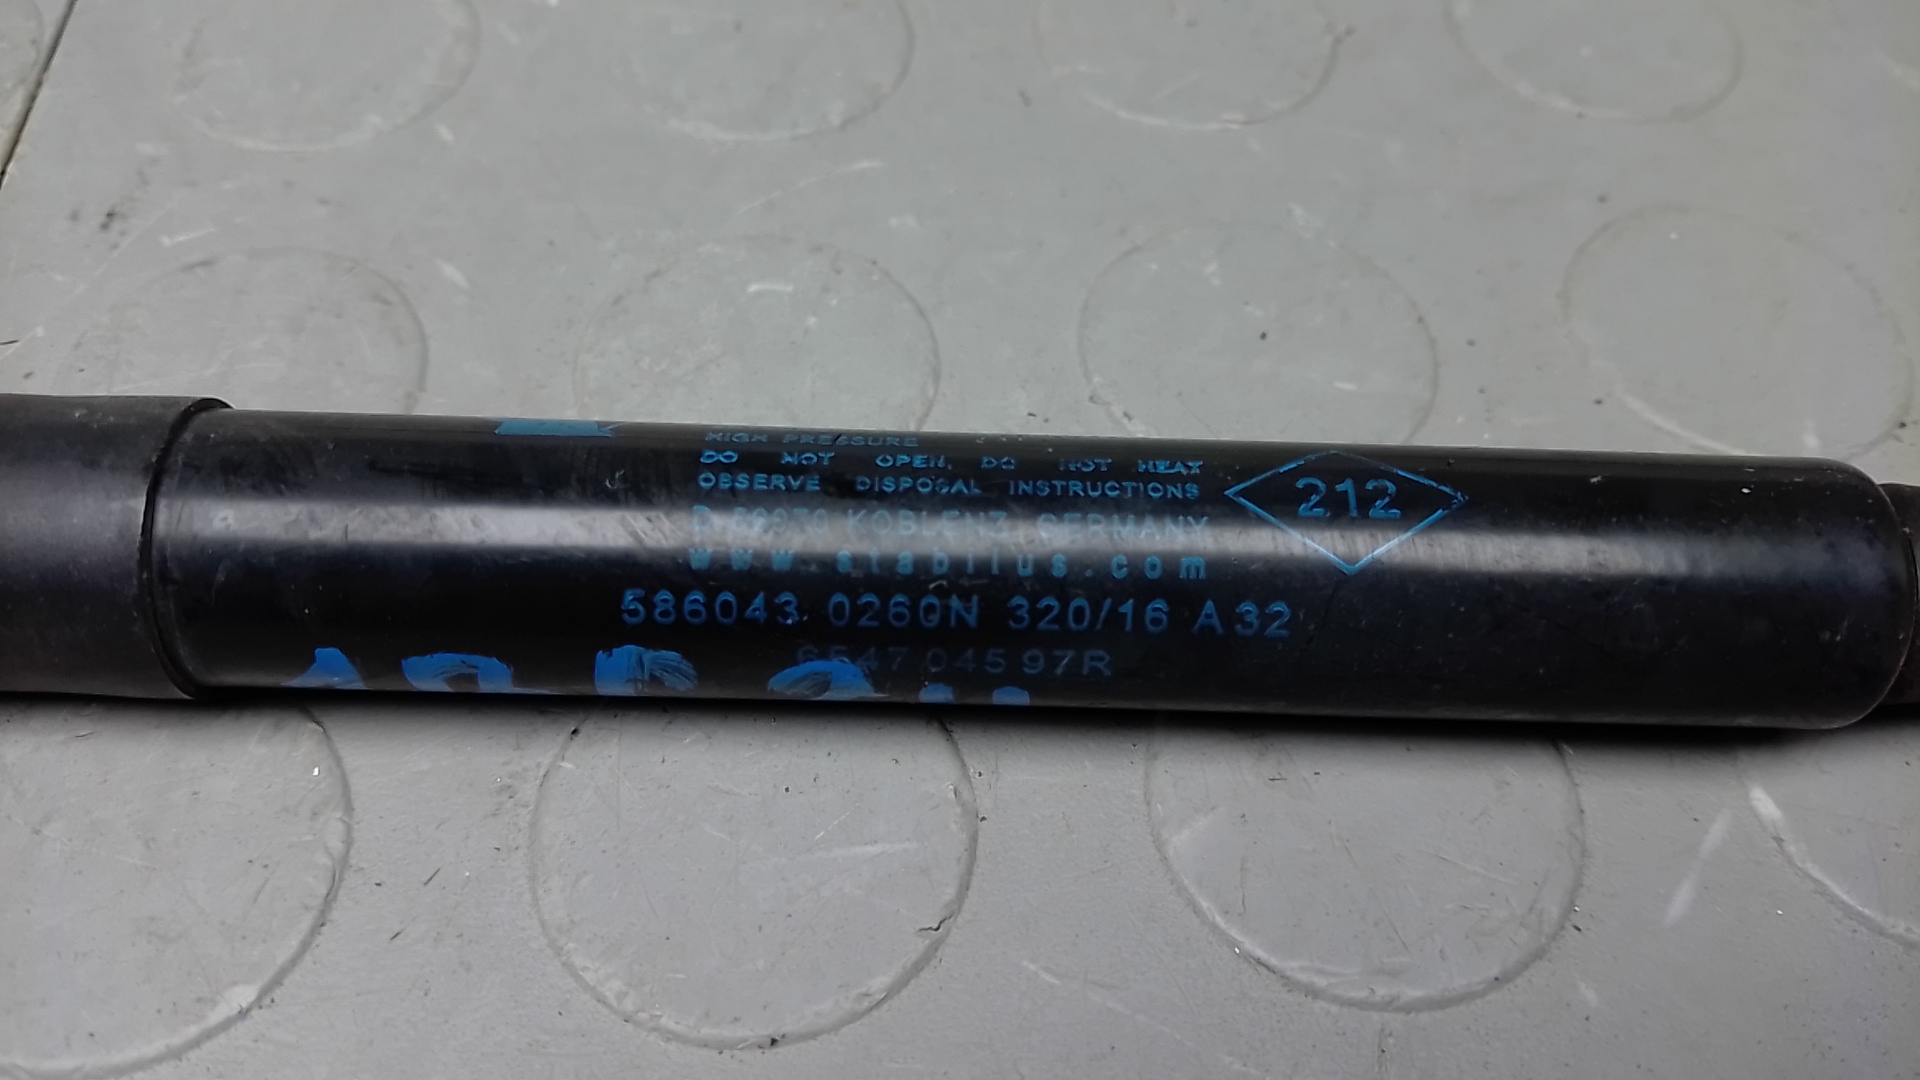 HIGH PRESSURE
DO NOT OPEN, DO NOT HEAT
OBSERVE DISPOSAL INSTRUCTIONS
212
KOBLENZ, GERMANY
www.stabilus.com
586043 0260N 320/16 A32
6547 045 97R